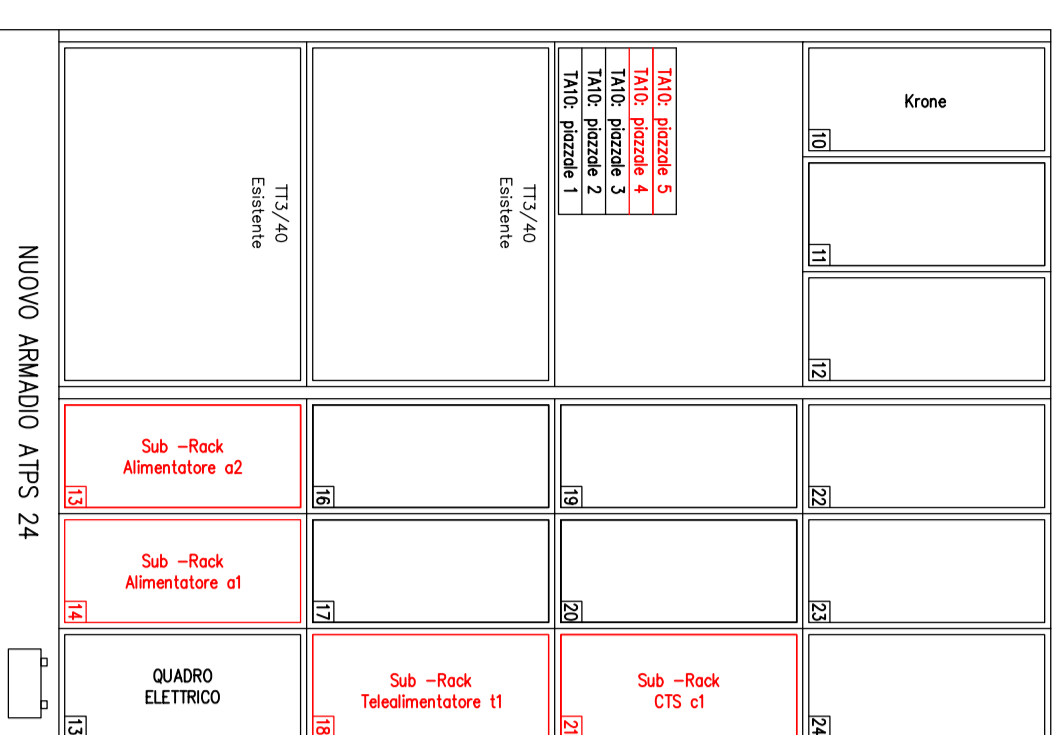 NUOVO ARMADIO ATPS 24
TT3/40
Esistente
TT3/40
Esistente
TA10: piazzale 5
TA10: piazzale 4
TA10: piazzale 3
TA10: piazzale 2
TA10: piazzale 1
Krone
10
11
12
Sub -Rack
Alimentatore a2
13
16
19
22
Sub -Rack
Alimentatore a1
14
17
20
23
QUADRO
ELETTRICO
13
Sub -Rack
Telealimentatore t1
18
Sub -Rack
CTS c1
21
24